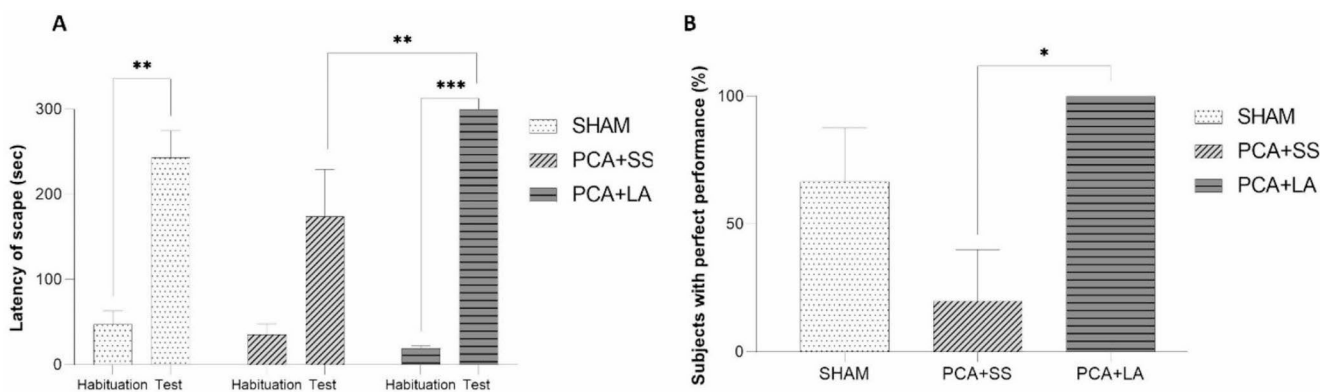 A
Latency of scape (sec)
300
200
100
0
**
**
***
Habituation Test
Habituation Test
Habituation Test
SHAM
PCA+SS
PCA+LA
B
Subjects with perfect performance (%)
100
50
0
*
SHAM
PCA+SS
PCA+LA
SHAM
PCA+SS
PCA+LA